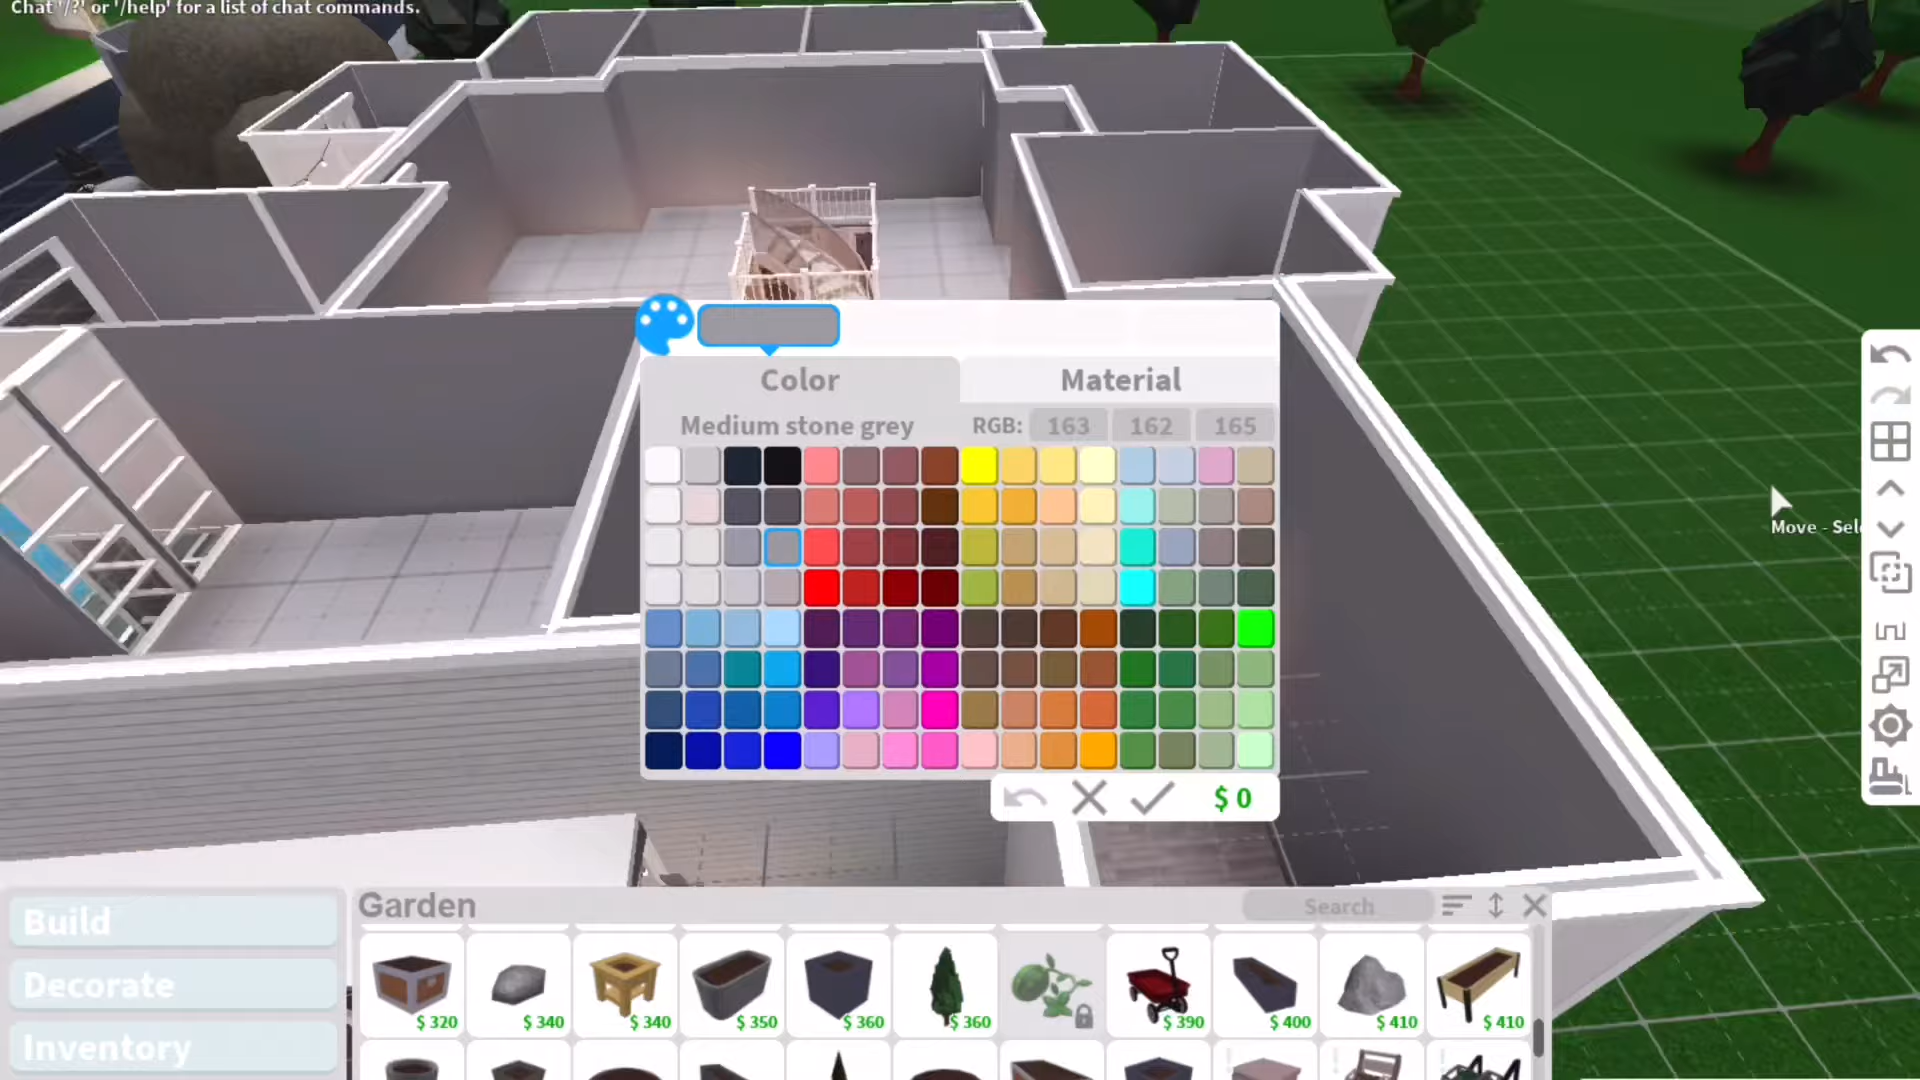 Chat '/?' or '/help' for a list of chat commands.
Color
Material
Medium stone grey
RGB: 163 162 165
Move -
$ 0
Build
Decorate
Inventory
Garden
Search
$ 320
$ 340
$ 340
$ 350
$ 360
$ 360
$ 390
$ 400
$ 410
$ 410